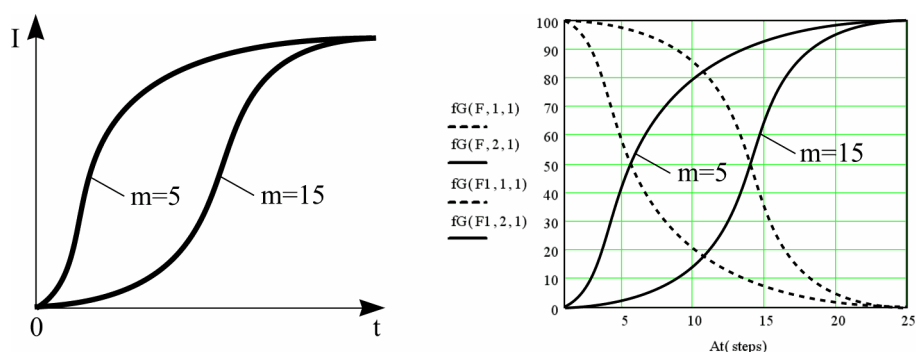 I
m=5
m=15
0
t
fG(F,1,1)
fG(F,2,1)
fG(F1,1,1)
fG(F1,2,1)
100
90
80
70
60
50
40
30
20
10
0
m=15
m=5
5
10
15
20
25
At( steps)